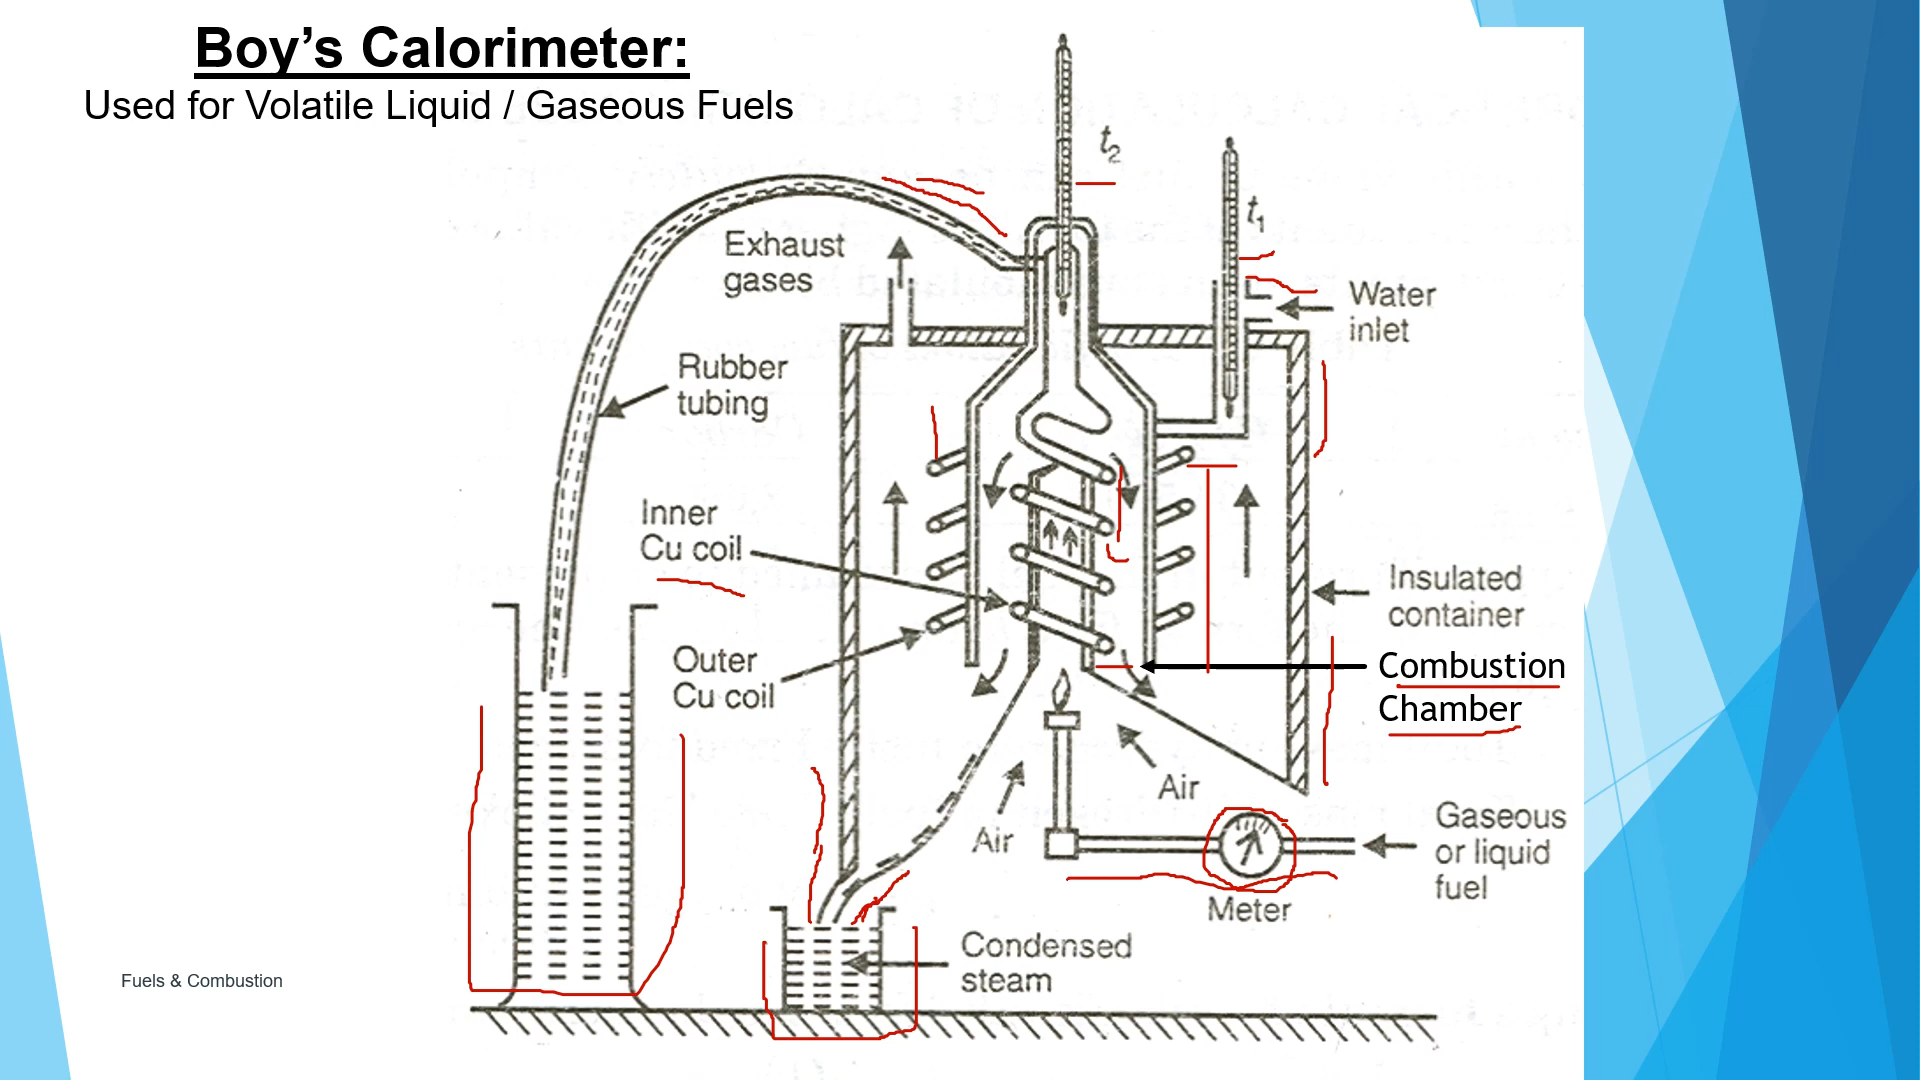 Boy’s Calorimeter:
Used for Volatile Liquid / Gaseous Fuels
t2
t1
Exhaust
gases
Water
inlet
Rubber
tubing
Inner
Cu coil
Insulated
container
Outer
Cu coil
Combustion
Chamber
Air
Air
Gaseous
or liquid
fuel
Meter
Condensed
steam
Fuels & Combustion